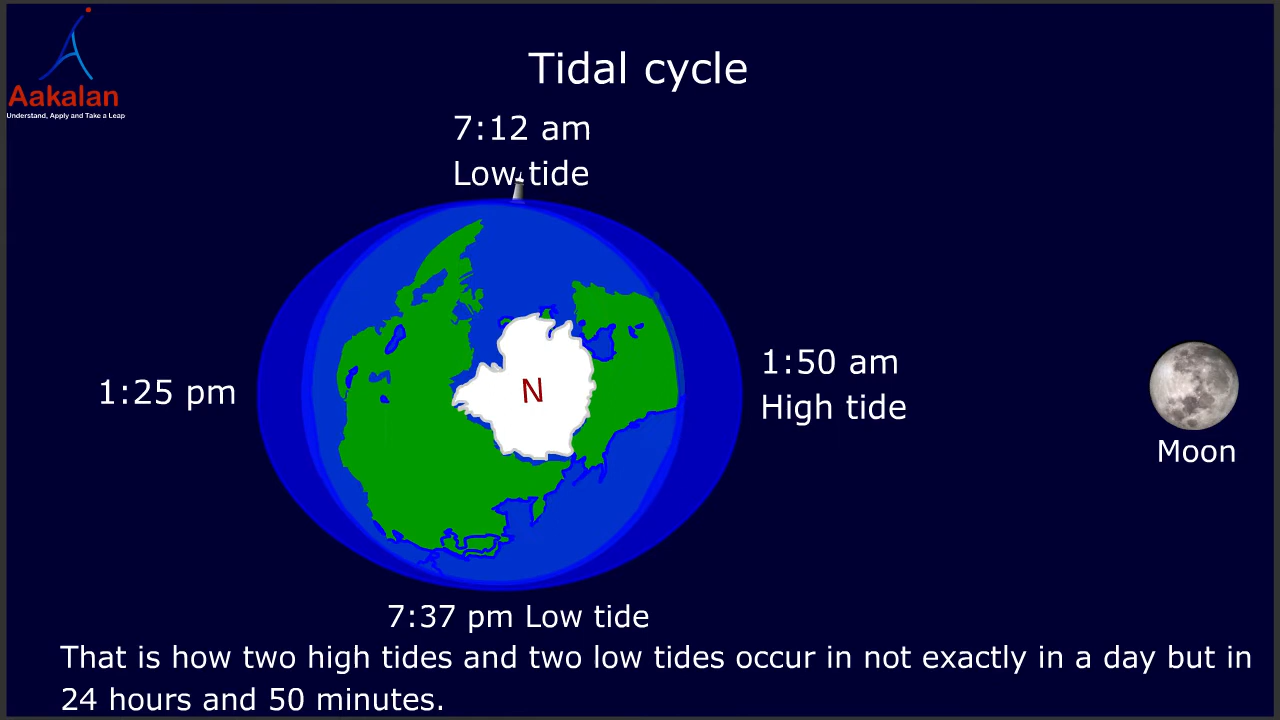 Aakalan
Understand, Apply and Take a Leap
Tidal cycle
7:12 am
Low tide
1:25 pm
N
1:50 am
High tide
Moon
7:37 pm Low tide
That is how two high tides and two low tides occur in not exactly in a day but in
24 hours and 50 minutes.